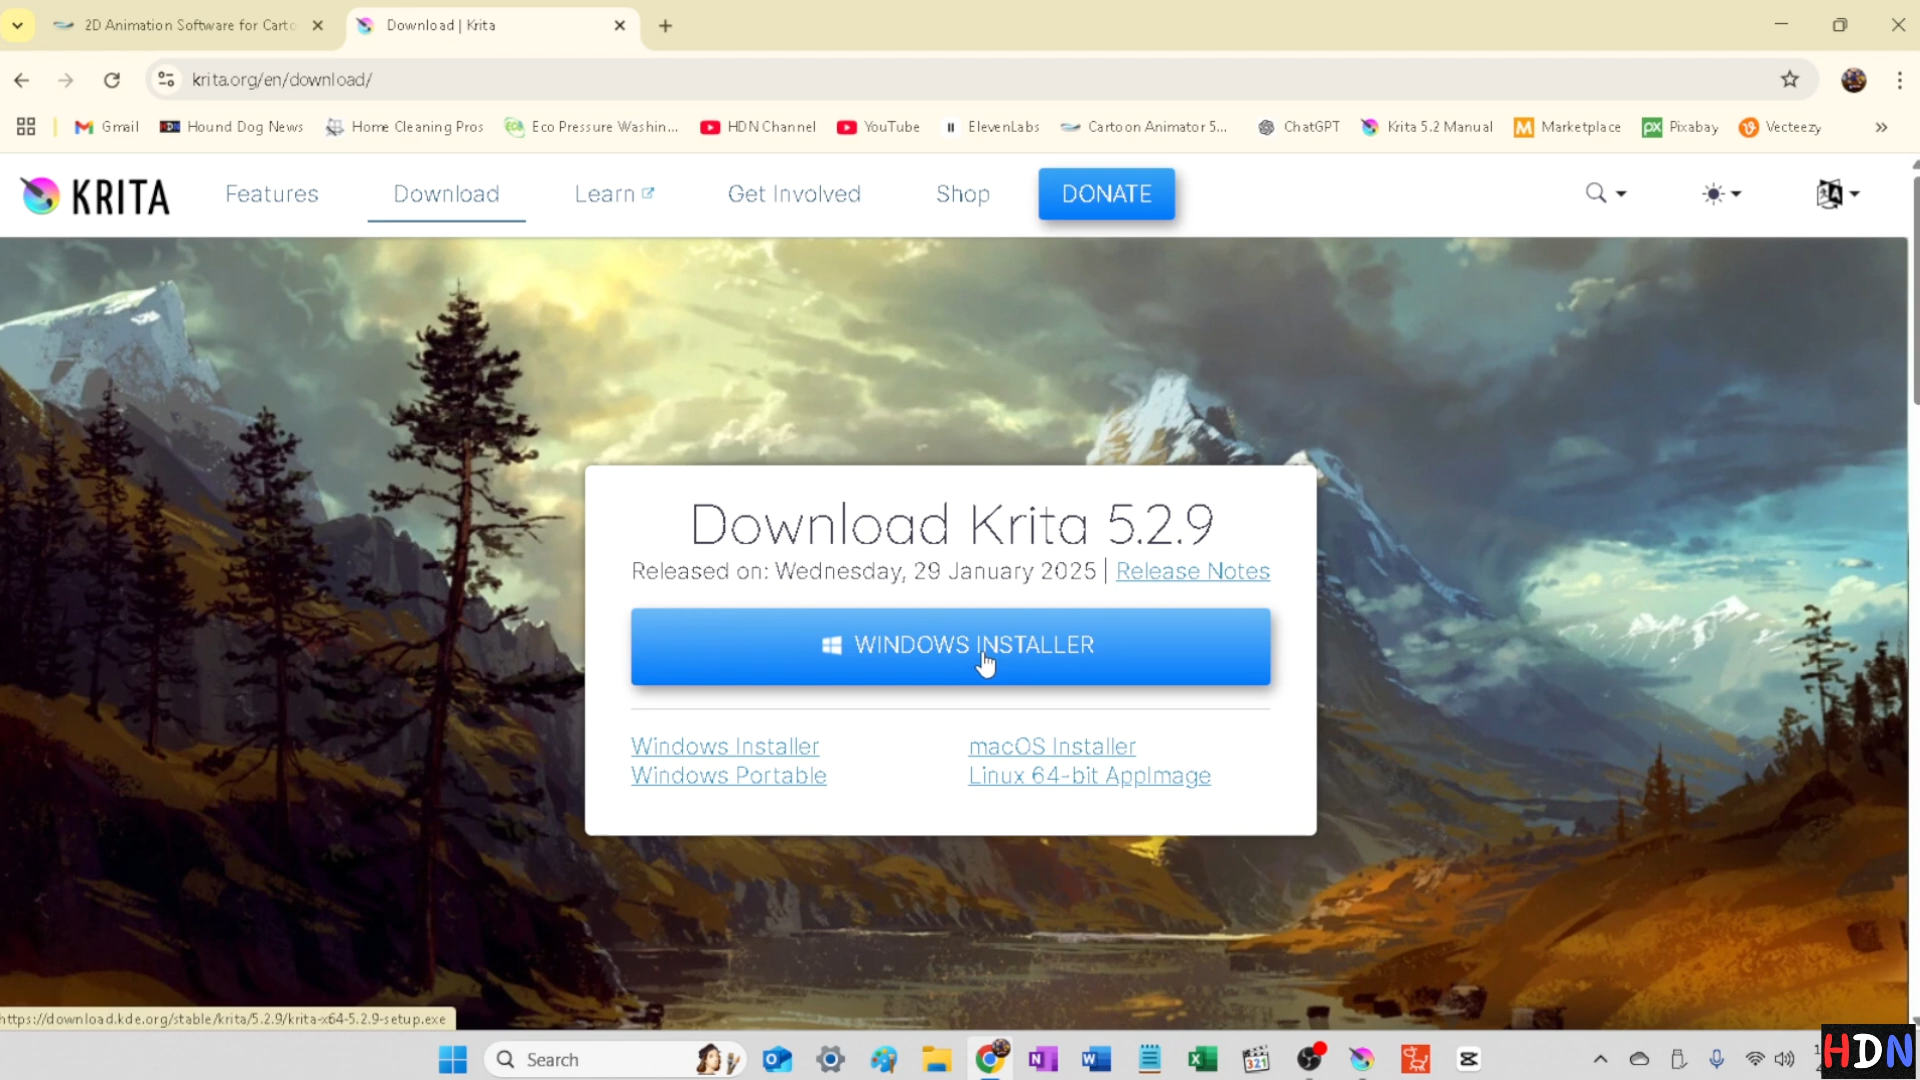 2D Animation Software for Carto
Download | Krita
krita.org/en/download/
Gmail
Hound Dog News
Home Cleaning Pros
Eco Pressure Washin...
HDN Channel
YouTube
ElevenLabs
Cartoon Animator 5...
ChatGPT
Krita 5.2 Manual
Marketplace
Pixabay
Vecteezy
KRITA
Features
Download
Learn
Get Involved
Shop
DONATE
Download Krita 5.2.9
Released on: Wednesday, 29 January 2025 | Release Notes
WINDOWS INSTALLER
Windows Installer
macOS Installer
Windows Portable
Linux 64-bit AppImage
https://download.kde.org/stable/krita/5.2.9/krita-x64-5.2.9-setup.exe
Search
HDN